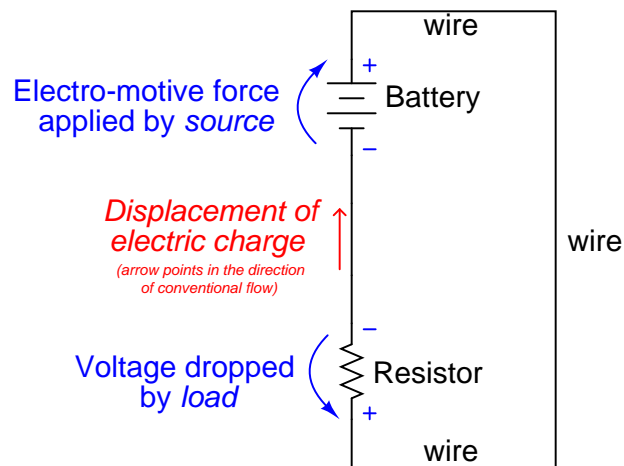 wire
+
Electro-motive force
applied by source
Battery
−
Displacement of
electric charge
(arrow points in the direction
of conventional flow)
wire
−
Voltage dropped
by load
Resistor
+
wire